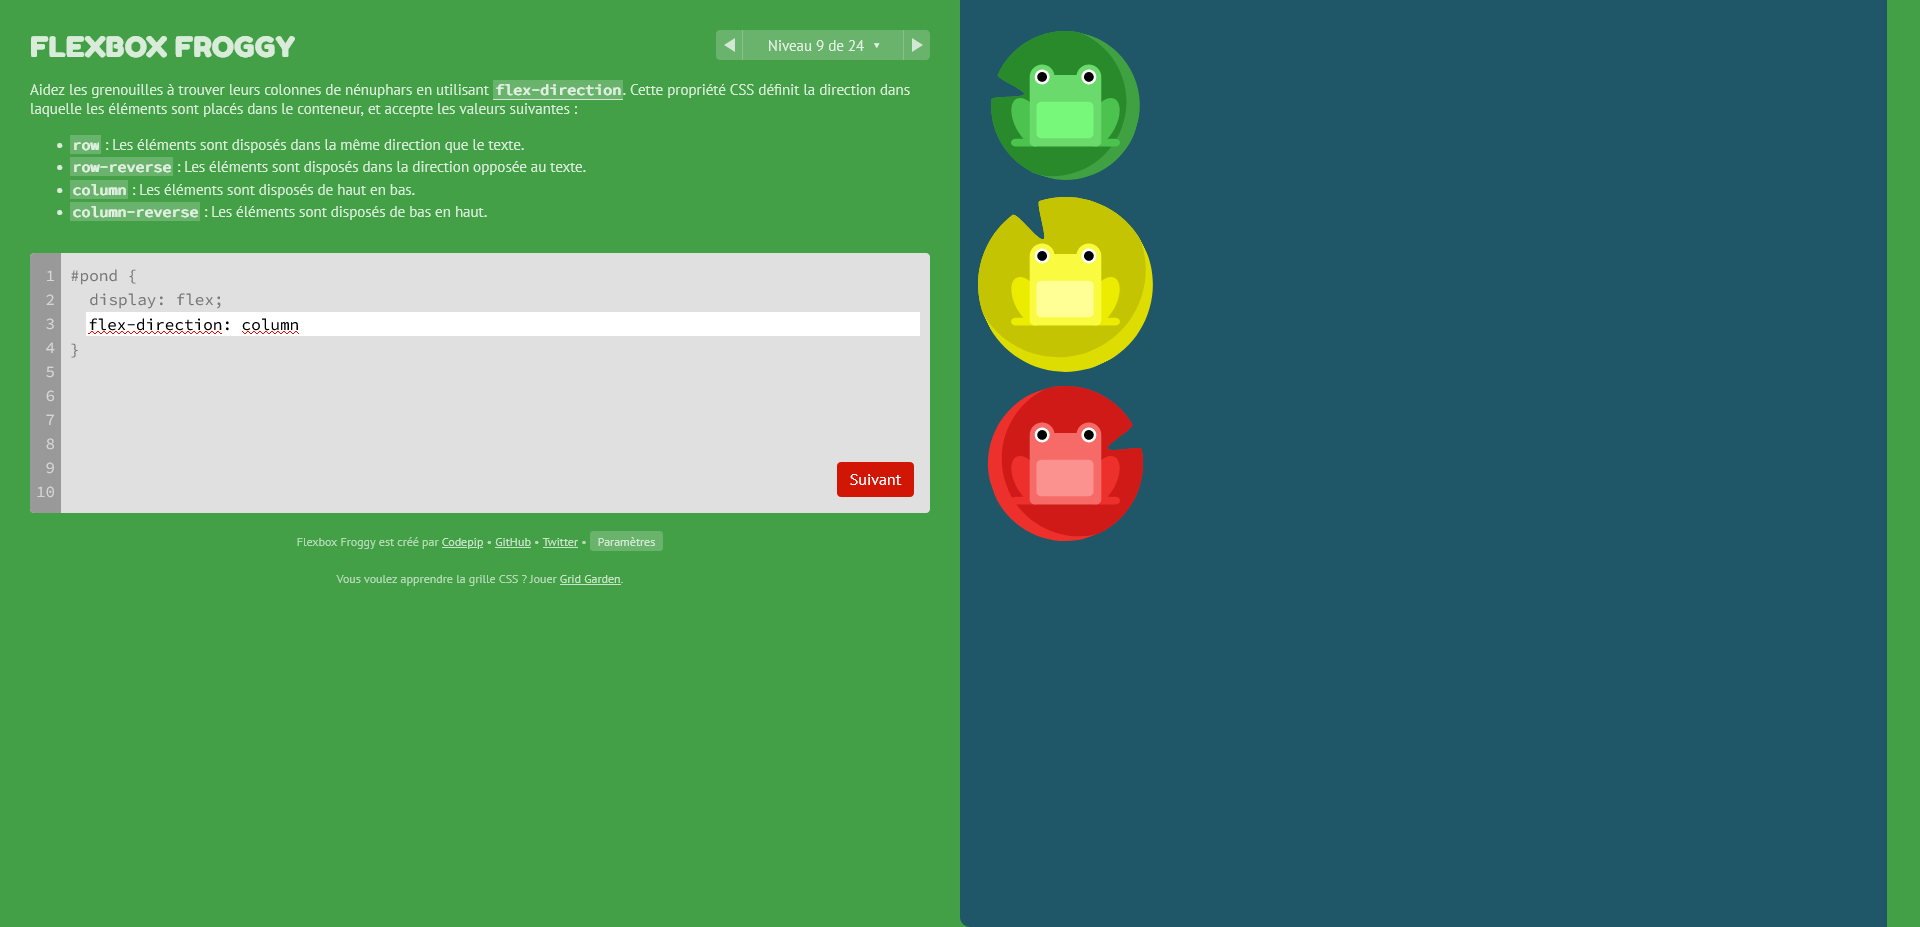 FLEXBOX FROGGY
Niveau 9 de 24 ▾
Aidez les grenouilles à trouver leurs colonnes de nénuphars en utilisant flex-direction. Cette propriété CSS définit la direction dans
laquelle les éléments sont placés dans le conteneur, et accepte les valeurs suivantes :
• row : Les éléments sont disposés dans la même direction que le texte.
• row-reverse : Les éléments sont disposés dans la direction opposée au texte.
• column : Les éléments sont disposés de haut en bas.
• column-reverse : Les éléments sont disposés de bas en haut.
1 #pond {
2 display: flex;
3 flex-direction: column
4 }
5
6
7
8
9
10
Suivant
Flexbox Froggy est créé par Codepip • GitHub • Twitter • Paramètres
Vous voulez apprendre la grille CSS ? Jouer Grid Garden.